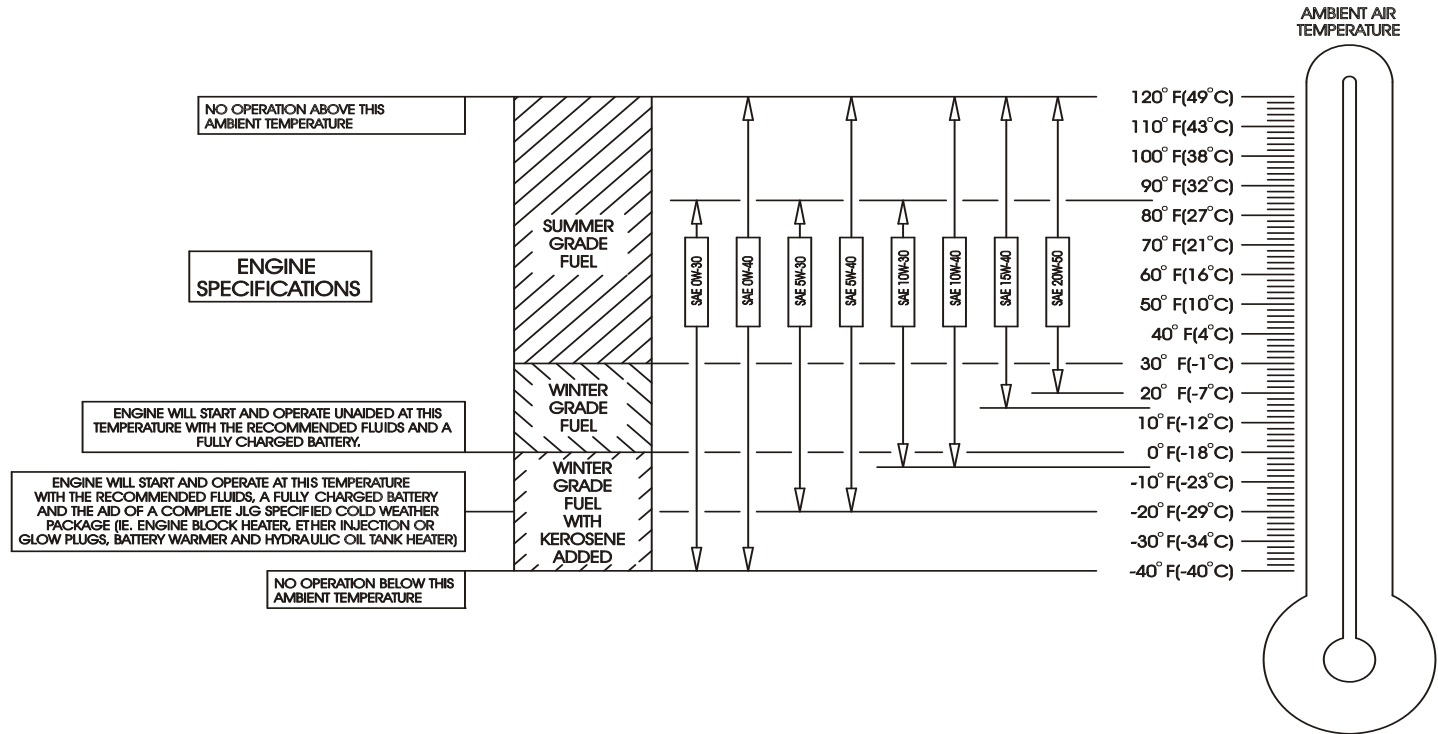 AMBIENT AIR
TEMPERATURE
NO OPERATION ABOVE THIS
AMBIENT TEMPERATURE
ENGINE
SPECIFICATIONS
ENGINE WILL START AND OPERATE UNAIDED AT THIS
TEMPERATURE WITH THE RECOMMENDED FLUIDS AND A
FULLY CHARGED BATTERY.
ENGINE WILL START AND OPERATE AT THIS TEMPERATURE
WITH THE RECOMMENDED FLUIDS, A FULLY CHARGED BATTERY
AND THE AID OF A COMPLETE JLG SPECIFIED COLD WEATHER
PACKAGE (IE. ENGINE BLOCK HEATER, ETHER INJECTION OR
GLOW PLUGS, BATTERY WARMER AND HYDRAULIC OIL TANK HEATER)
NO OPERATION BELOW THIS
AMBIENT TEMPERATURE
SUMMER
GRADE
FUEL
WINTER
GRADE
FUEL
WINTER
GRADE
FUEL
WITH
KEROSENE
ADDED
SAE 0W-30
SAE 0W-40
SAE 5W-30
SAE 5W-40
SAE 10W-30
SAE 10W-40
SAE 15W-40
SAE 20W-50
120° F(49°C)
110° F(43°C)
100° F(38°C)
90° F(32°C)
80° F(27°C)
70° F(21°C)
60° F(16°C)
50° F(10°C)
40° F(4°C)
30° F(-1°C)
20° F(-7°C)
10° F(-12°C)
0° F(-18°C)
-10° F(-23°C)
-20° F(-29°C)
-30° F(-34°C)
-40° F(-40°C)